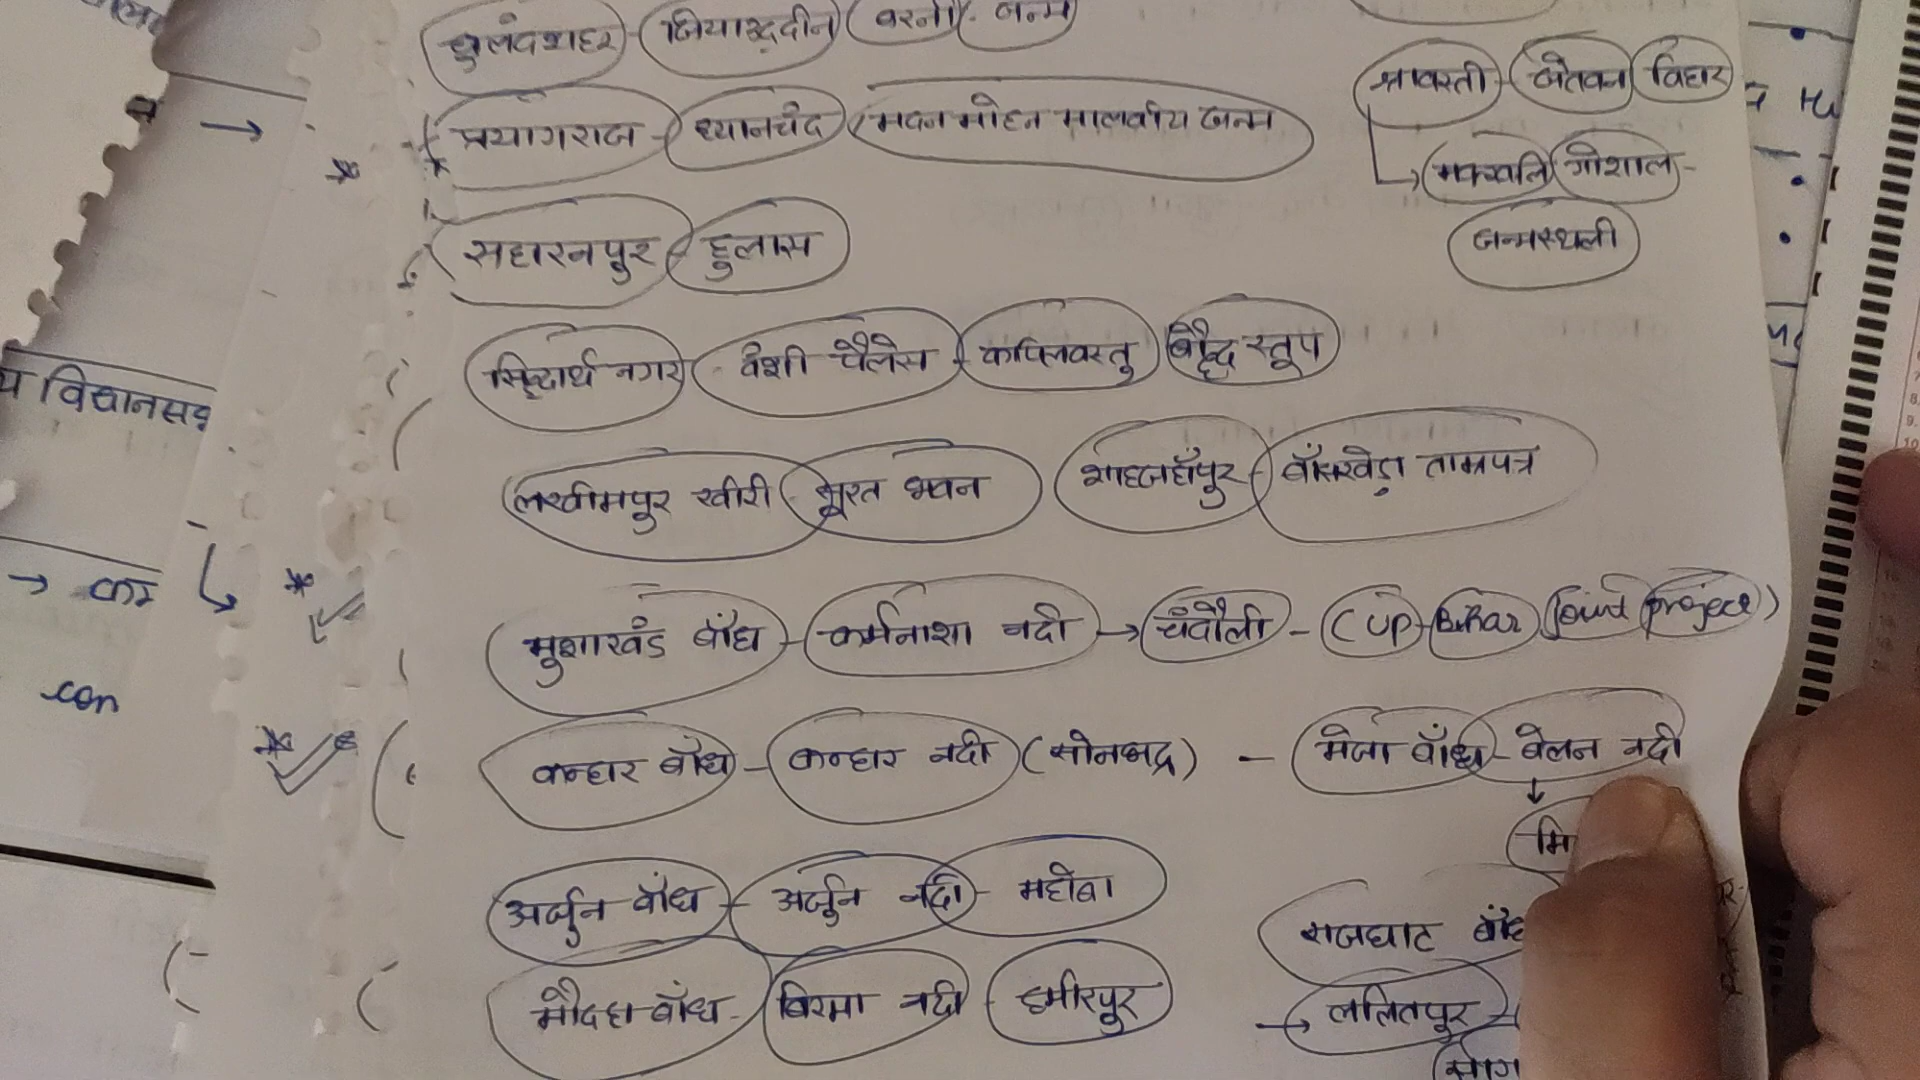 बुलंदशहर - जियाउद्दीन बरनी - जन्म
प्रयागराज - ध्यानचंद मदन मोहन मालवीय जन्म
श्रावस्ती - जेतवन विहार
मक्खलि गोशाल -
जन्मस्थली
सहारनपुर - हुलास
सिद्धार्थ नगर - कपिलवस्तु बौद्ध स्तूप
लखीमपुर खीरी - भवन
शाहजहाँपुर - बाँसखेड़ा ताम्रपत्र
मुशाखंड बाँध - कर्मनाशा नदी → चंदौली - (UP - Bihar Joint project)
कन्हार बाँध - कन्हार नदी (सोनभद्र) - मेजा बाँध - बेलन नदी
↓
मि
अर्जुन बाँध - अर्जुन नदी - महोबा
राजघाट
मौदहा बाँध - बिरमा नदी - हमीरपुर
→ ललितपुर -
→ का
con